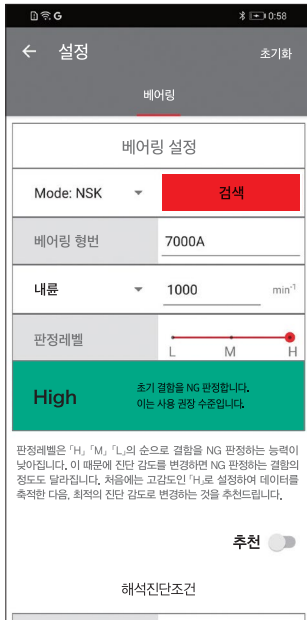 G 0:58
설정 초기화
베어링
베어링 설정
Mode: NSK 검색
베어링 형번 7000A
내륜 1000 min⁻¹
판정레벨
L M H
High 초기 결함을 NG 판정합니다.
이는 사용 권장 수준입니다.
판정레벨은 「H」 「M」 「L」의 순으로 결함을 NG 판정하는 능력이
낮아집니다. 이 때문에 진단 감도를 변경하면 NG 판정하는 결함의
정도도 달라집니다. 처음에는 고감도인 「H」로 설정하여 데이터를
축적한 다음, 최적의 진단 감도로 변경하는 것을 추천드립니다.
추천
해석진단조건